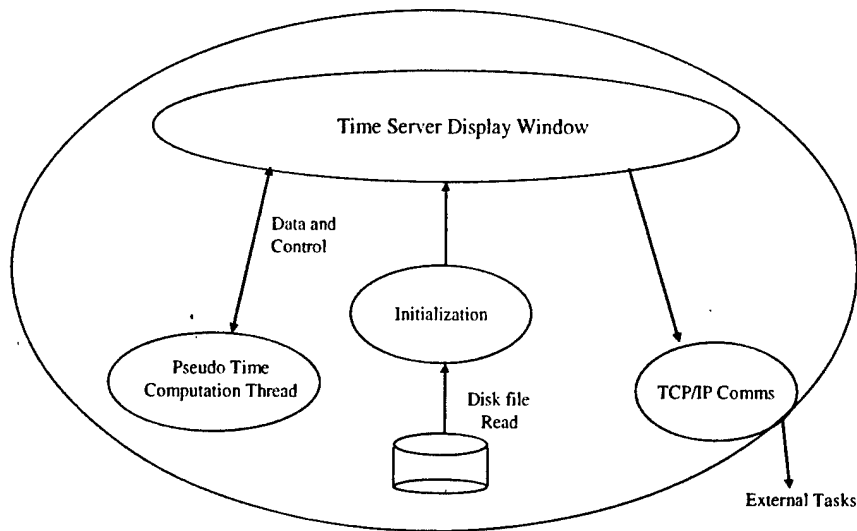 Time Server Display Window
Data and
Control
Initialization
Pseudo Time
Computation Thread
Disk file
Read
TCP/IP Comms
External Tasks